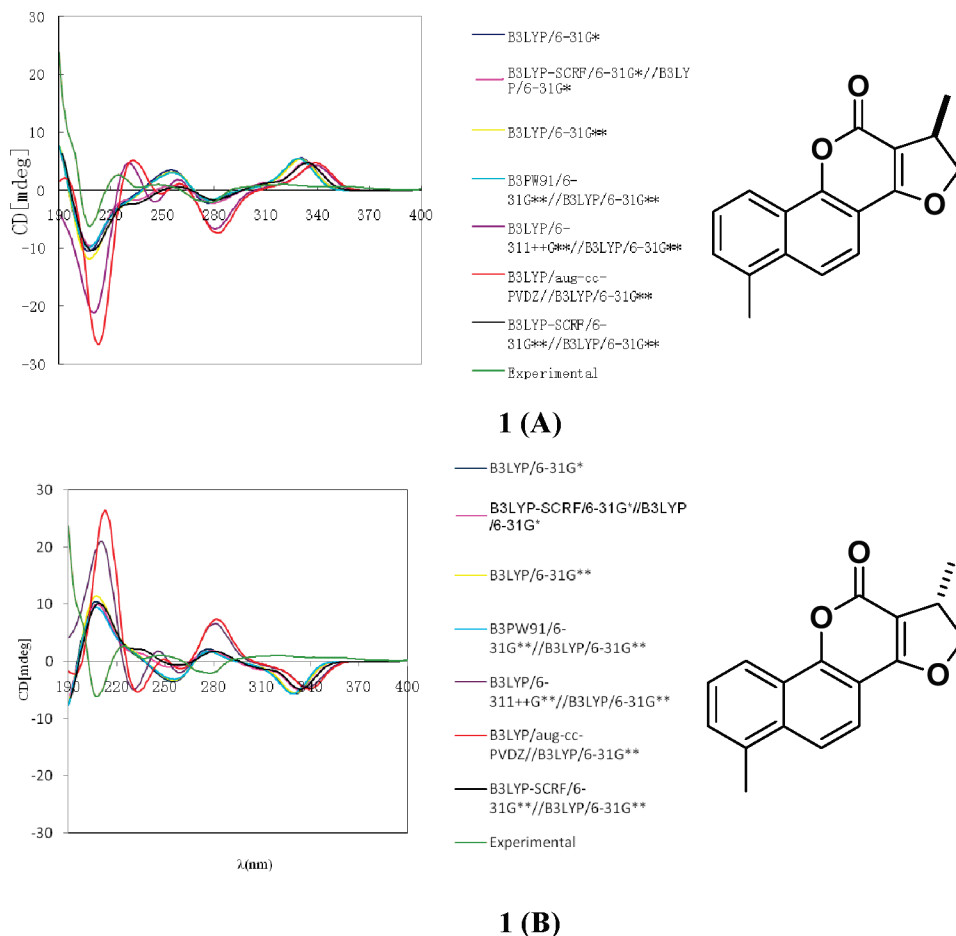 30
20
10
0
-10
-20
-30
190 220 250 280 310 340 370 400
CD[mdeg]
B3LYP/6-31G*
B3LYP-SCRF/6-31G*//B3LY
P/6-31G*
B3LYP/6-31G**
B3PW91/6-
31G**//B3LYP/6-31G**
B3LYP/6-
311++G**//B3LYP/6-31G**
B3LYP/aug-cc-
PVDZ//B3LYP/6-31G**
B3LYP-SCRF/6-
31G**//B3LYP/6-31G**
Experimental
O
O
O
1 (A)
30
20
10
0
-10
-20
-30
190 220 250 280 310 340 370 400
CD[mdeg]
λ(nm)
B3LYP/6-31G*
B3LYP-SCRF/6-31G*//B3LYP
/6-31G*
B3LYP/6-31G**
B3PW91/6-
31G**//B3LYP/6-31G**
B3LYP/6-
311++G**//B3LYP/6-31G**
B3LYP/aug-cc-
PVDZ//B3LYP/6-31G**
B3LYP-SCRF/6-
31G**//B3LYP/6-31G**
Experimental
O
O
O
1 (B)